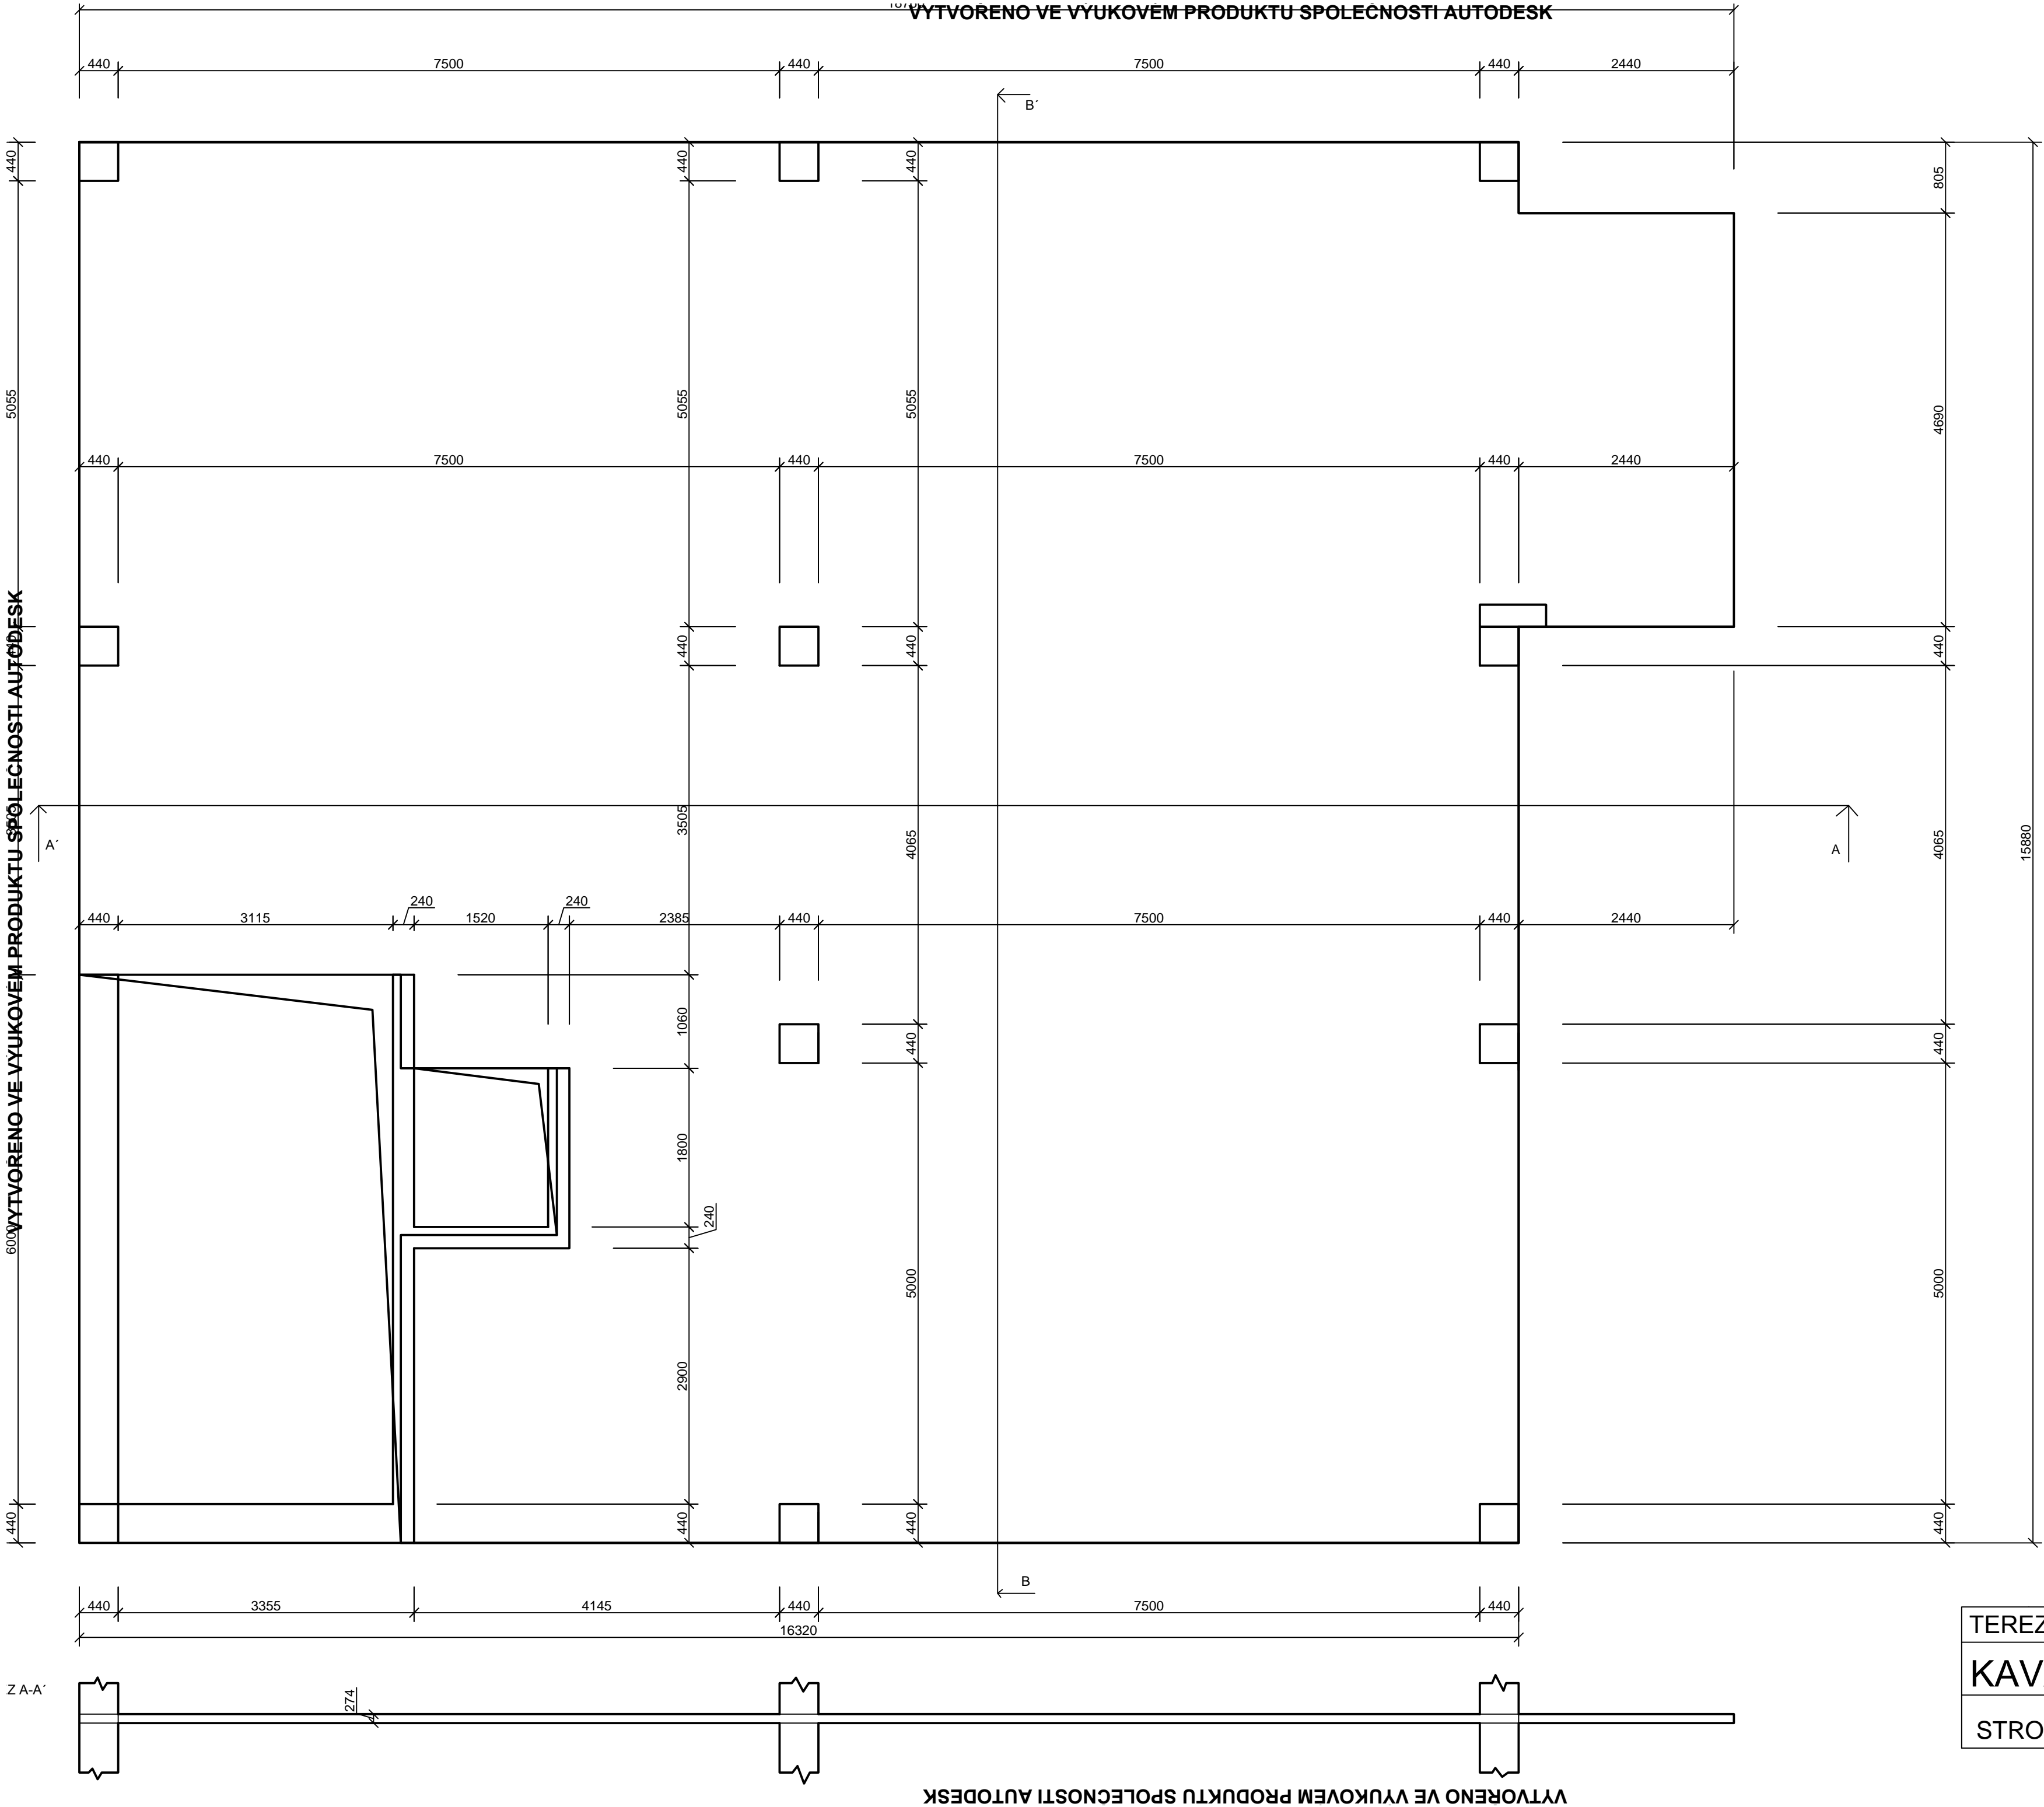 VYTVOŘENO VE VÝUKOVÉM PRODUKTU SPOLEČNOSTI AUTODESK
440 7500 440 7500 440 2440
B´
440 440 440 805
5055 5055 5055 4690
440 7500 440 7500 440 2440
440 440 440 440
VYTVOŘENO VE VÝUKOVÉM PRODUKTU SPOLEČNOSTI AUTODESK
3505 4065 4065 15880
A´ A
240 240
440 3115 1520 2385 440 7500 440 2440
1060 440 440
1800
240
6000 5000 5000
2900
440 440 440 440
B
440 3355 4145 440 7500 440
16320
TEREZ
KAV
STRO
Z A-A´
274
VYTVOŘENO VE VÝUKOVÉM PRODUKTU SPOLEČNOSTI AUTODESK